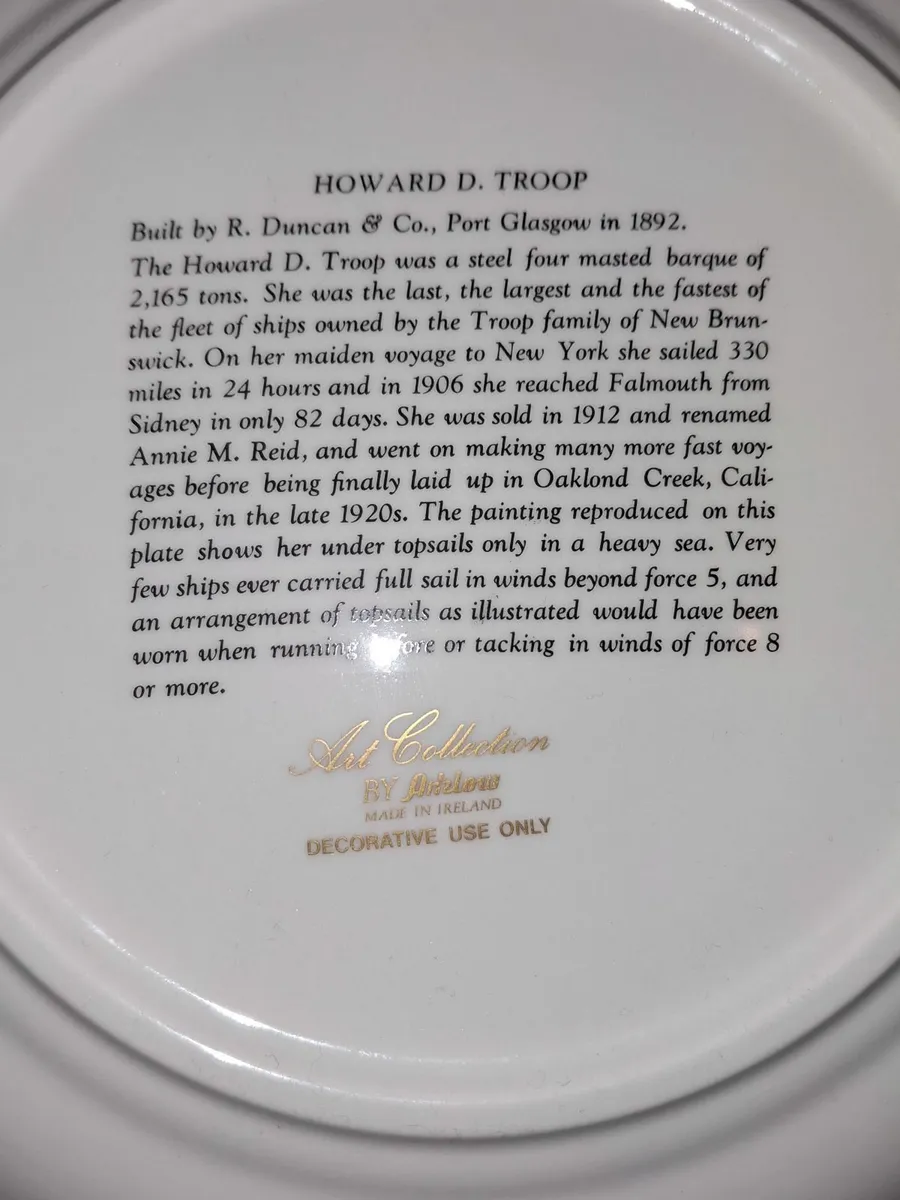 HOWARD D. TROOP
Built by R. Duncan & Co., Port Glasgow in 1892.
The Howard D. Troop was a steel four masted barque of
2,165 tons. She was the last, the largest and the fastest of
the fleet of ships owned by the Troop family of New Brun-
swick. On her maiden voyage to New York she sailed 330
miles in 24 hours and in 1906 she reached Falmouth from
Sidney in only 82 days. She was sold in 1912 and renamed
Annie M. Reid, and went on making many more fast voy-
ages before being finally laid up in Oaklond Creek, Cali-
fornia, in the late 1920s. The painting reproduced on this
plate shows her under topsails only in a heavy sea. Very
few ships ever carried full sail in winds beyond force 5, and
an arrangement of topsails as illustrated would have been
worn when running or tacking in winds of force 8
or more.
Art Collection
BY Arklow
MADE IN IRELAND
DECORATIVE USE ONLY